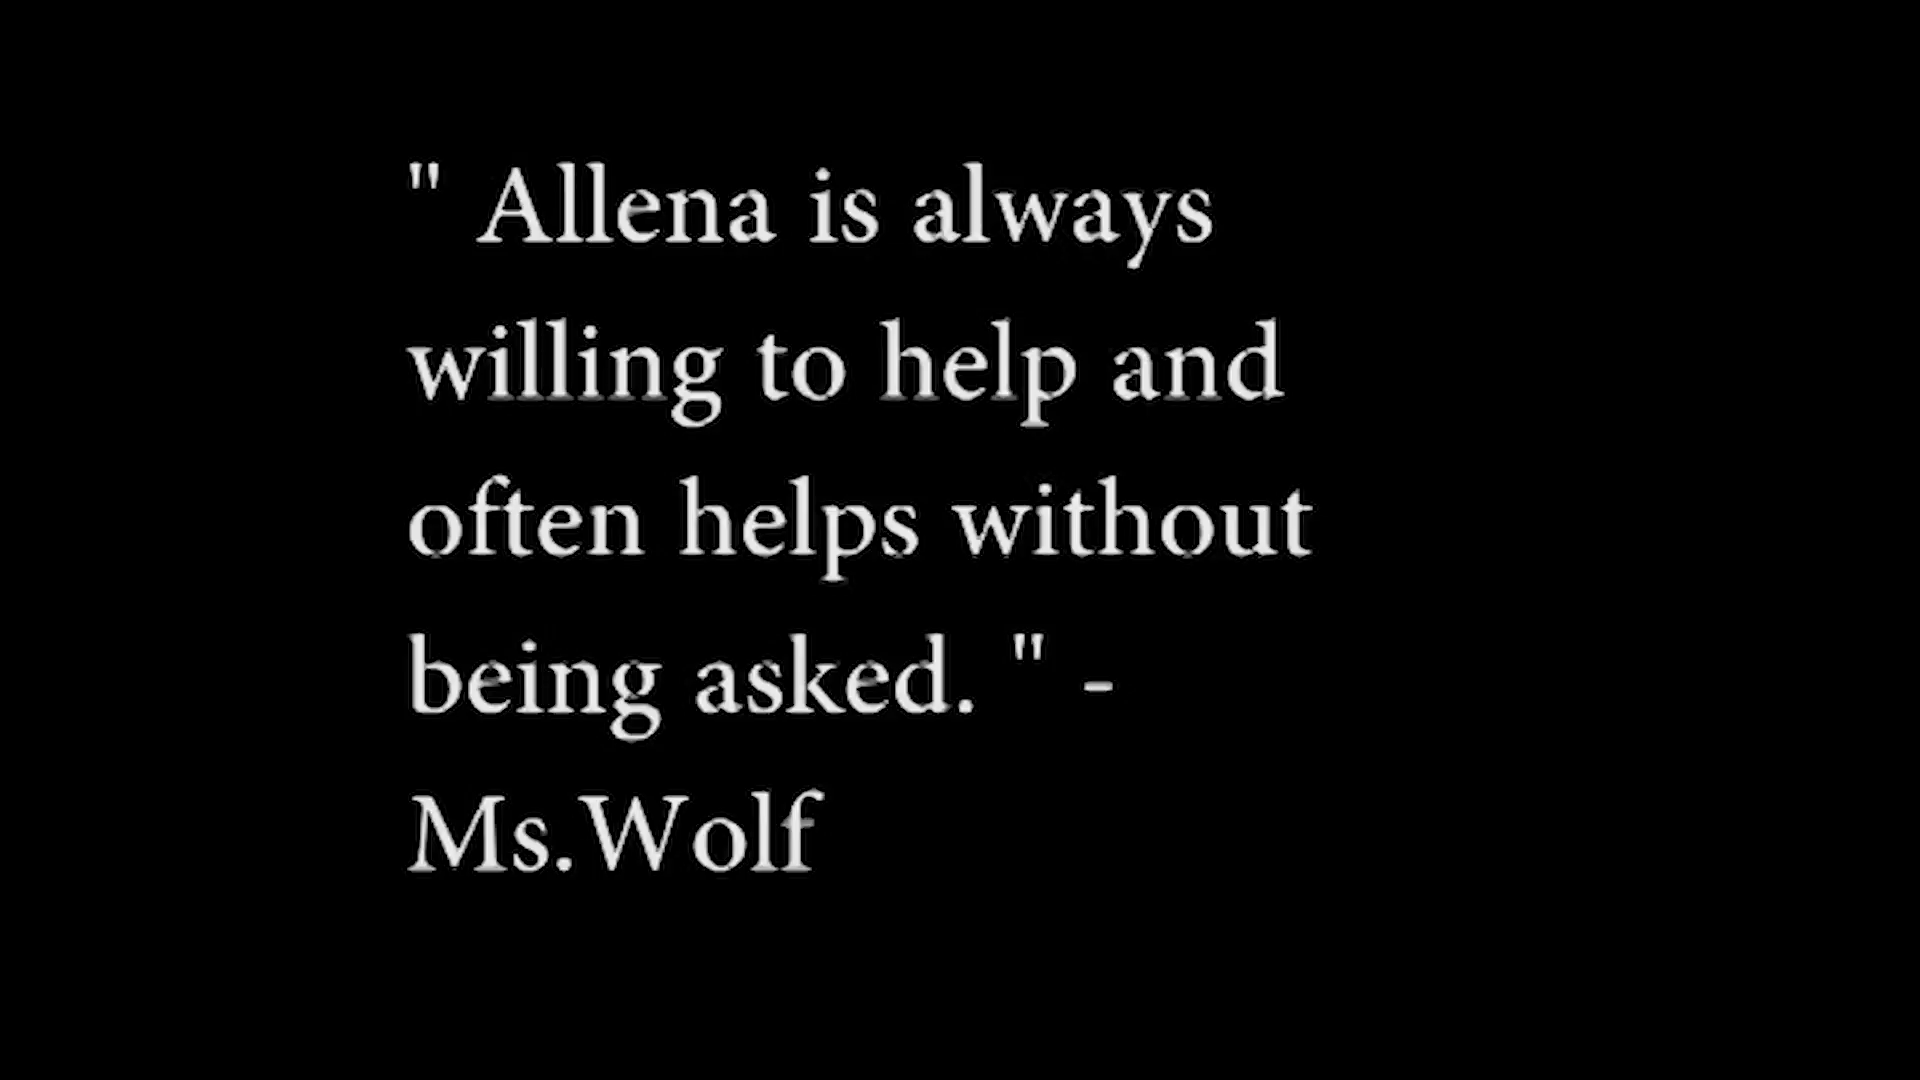 " Allena is always
willing to help and
often helps without
being asked. " -
Ms.Wolf